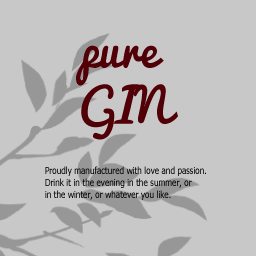 pure
GIN
Proudly manufactured with love and passion.
Drink it in the evening in the summer, or
in the winter, or whatever you like.